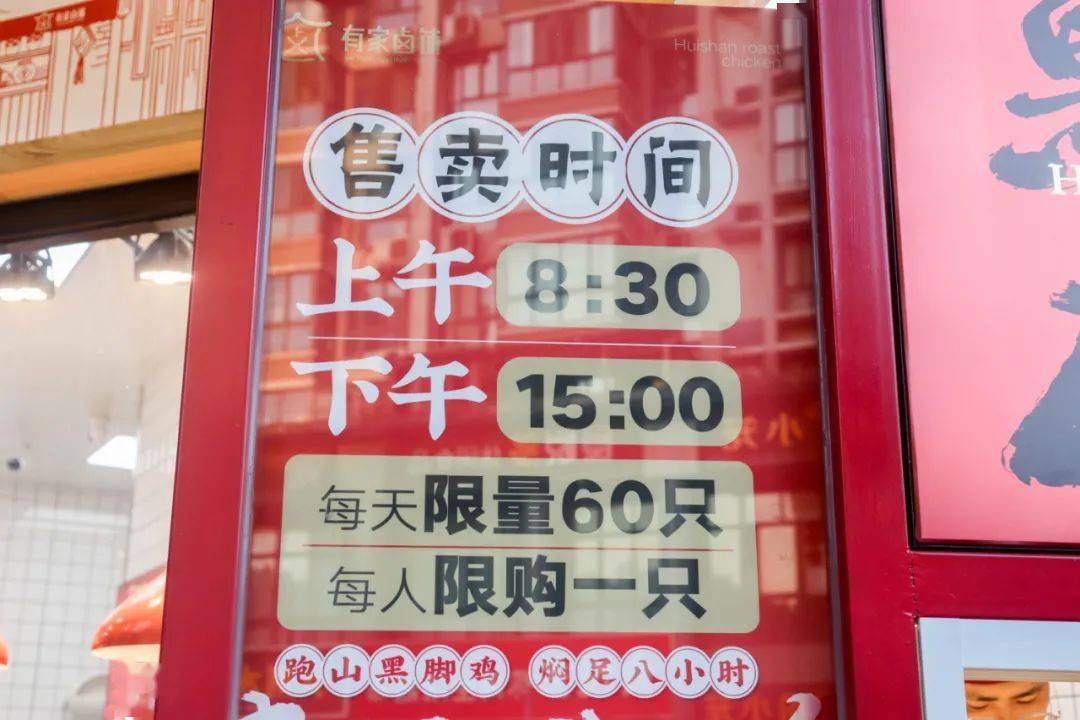 有家卤铺
Huishan roast
chicken
售卖时间
上午 8:30
下午 15:00
每天限量60只
每人限购一只
跑山黑脚鸡 焖足八小时